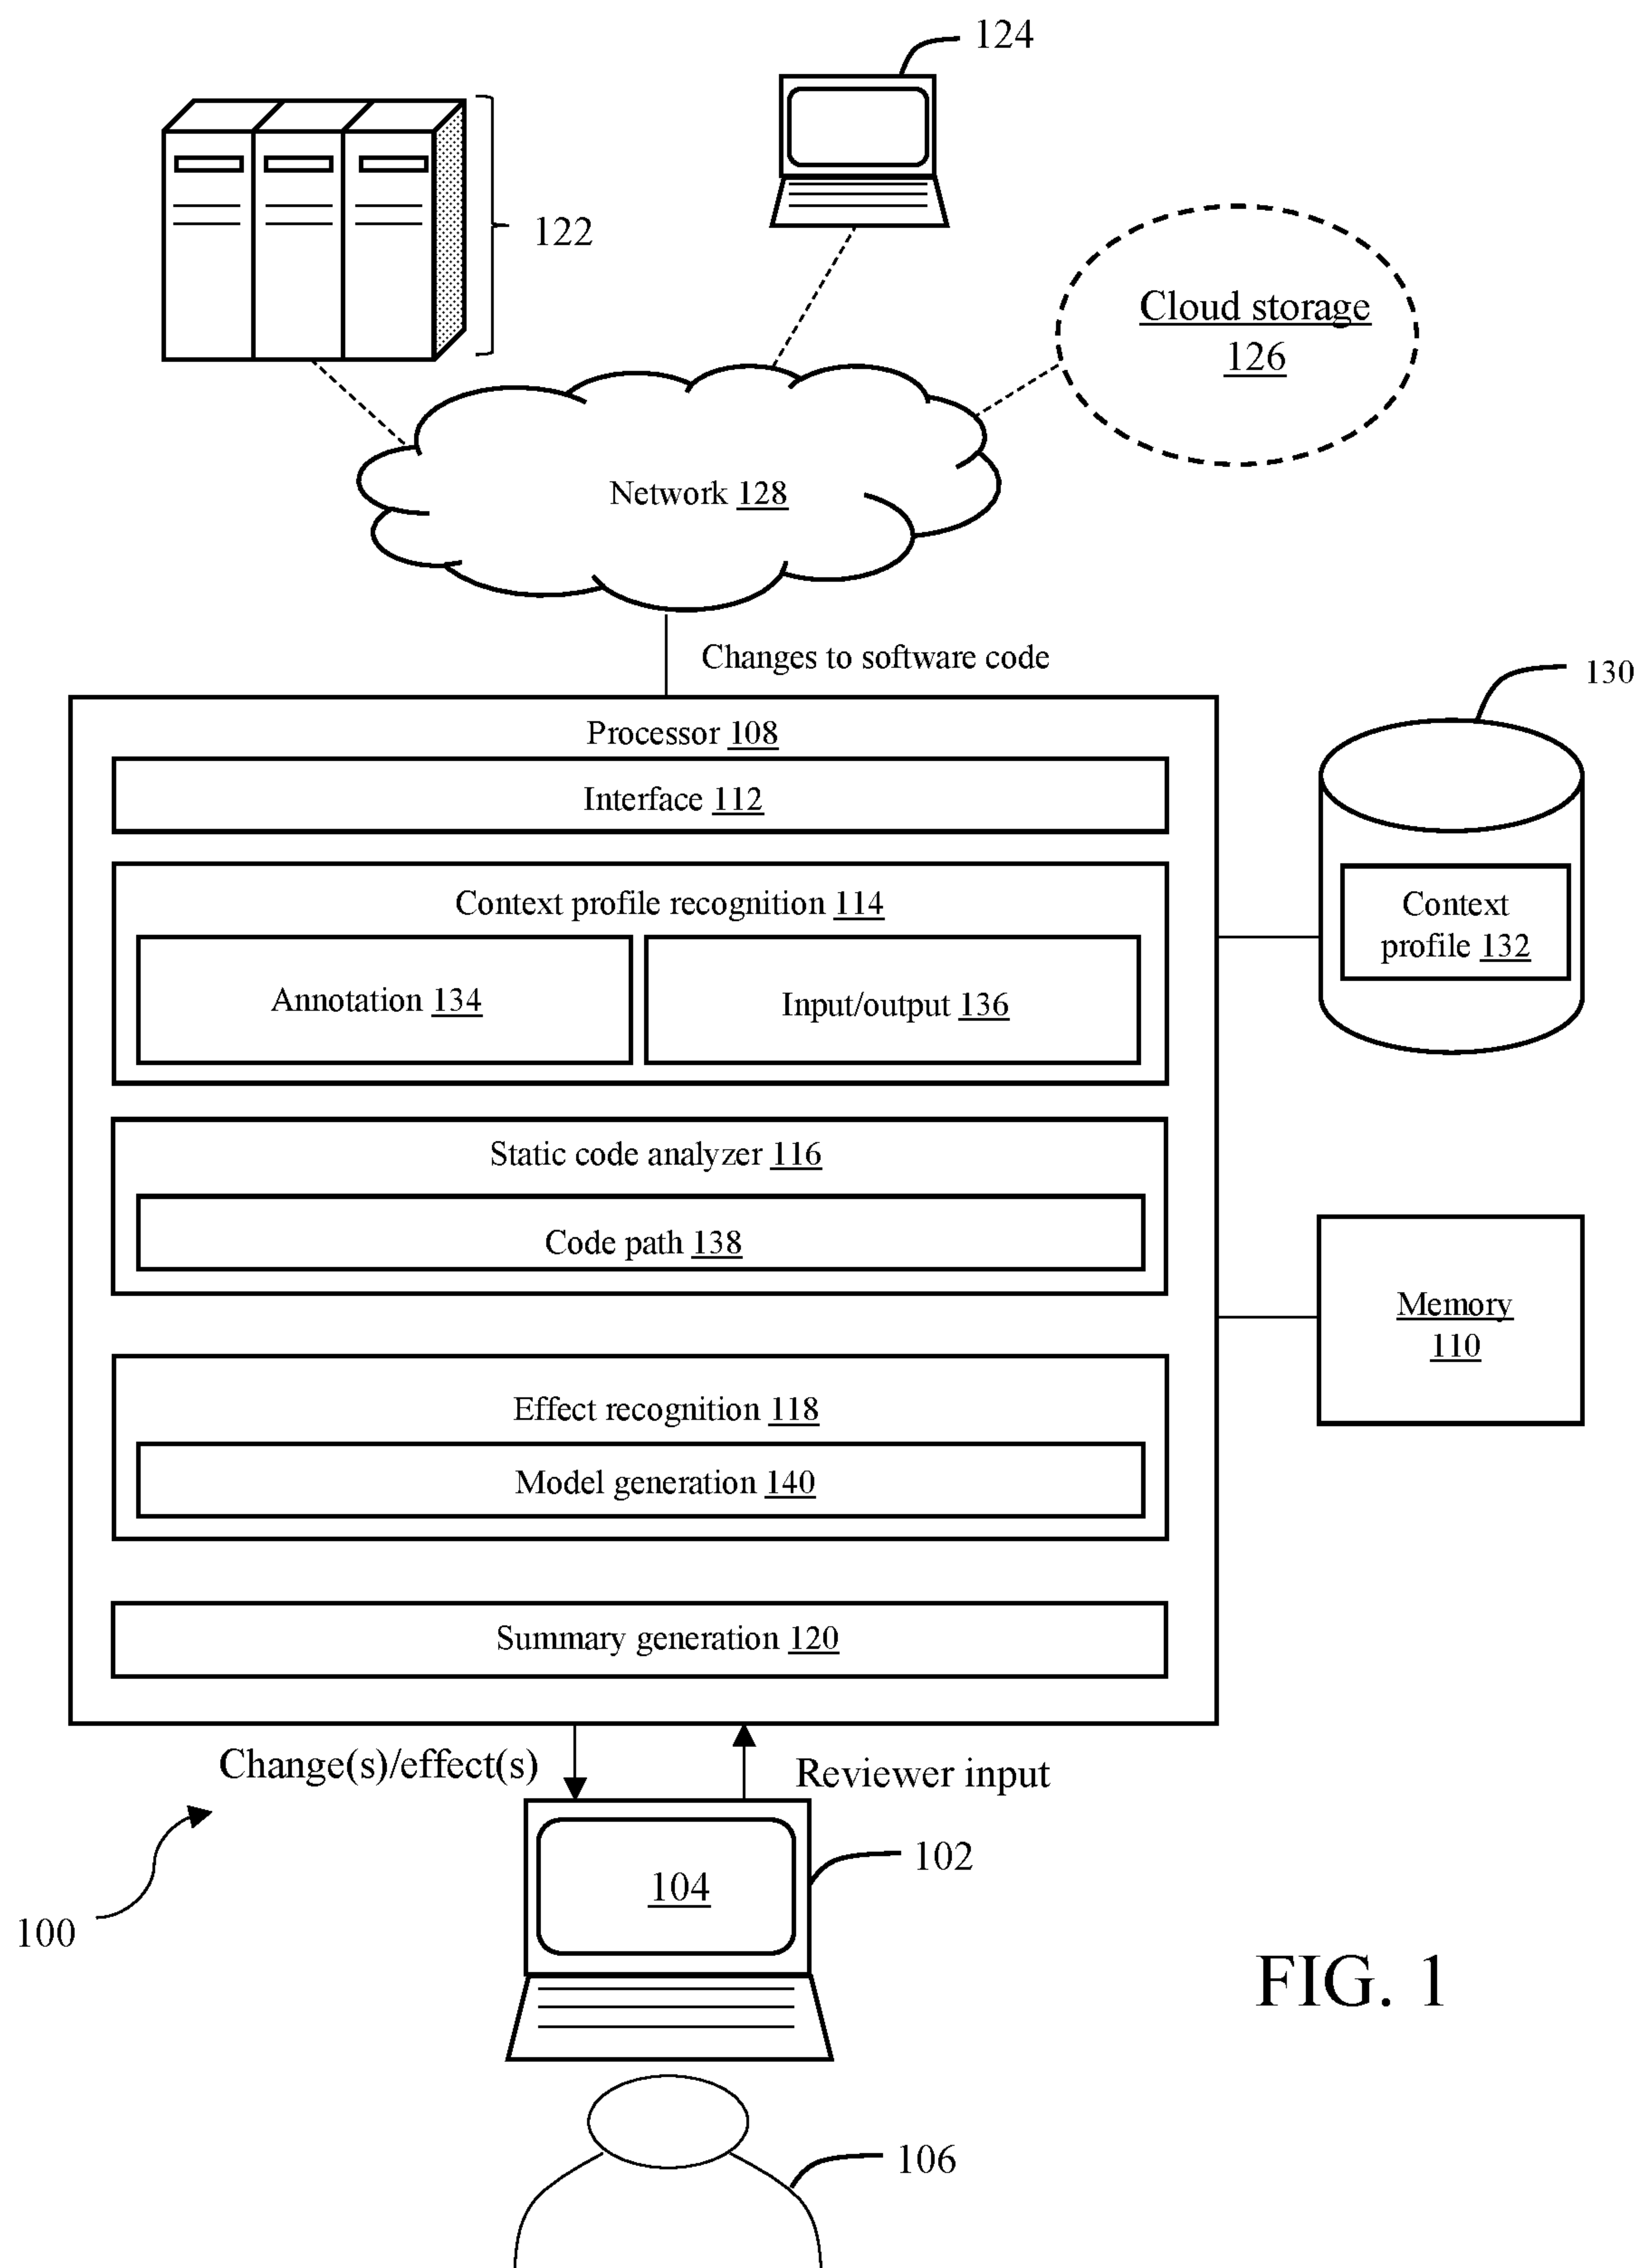 124
122
Cloud storage
126
Network 128
Changes to software code
130
Processor 108
Interface 112
Context profile recognition 114
Context
profile 132
Annotation 134
Input/output 136
Static code analyzer 116
Code path 138
Memory
110
Effect recognition 118
Model generation 140
Summary generation 120
Change(s)/effect(s)
Reviewer input
102
104
100
FIG. 1
106